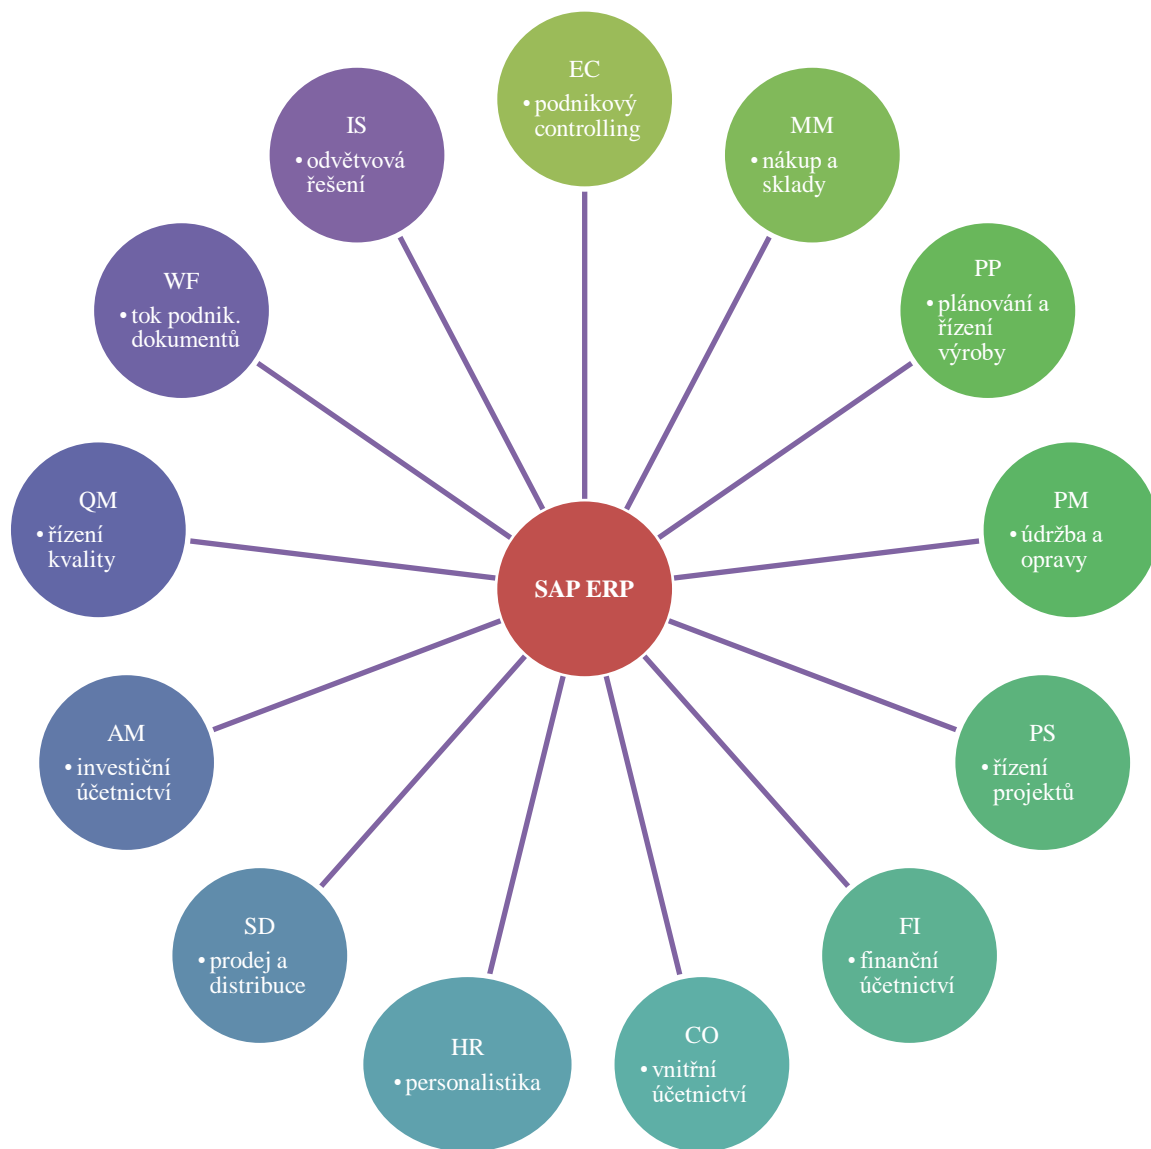 EC
• podnikový
controlling
MM
• nákup a
sklady
PP
• plánování a
řízení
výroby
PM
• údržba a
opravy
PS
• řízení
projektů
FI
• finanční
účetnictví
CO
• vnitřní
účetnictví
HR
• personalistika
SD
• prodej a
distribuce
AM
• investiční
účetnictví
QM
• řízení
kvality
WF
• tok podnik.
dokumentů
IS
• odvětvová
řešení
SAP ERP